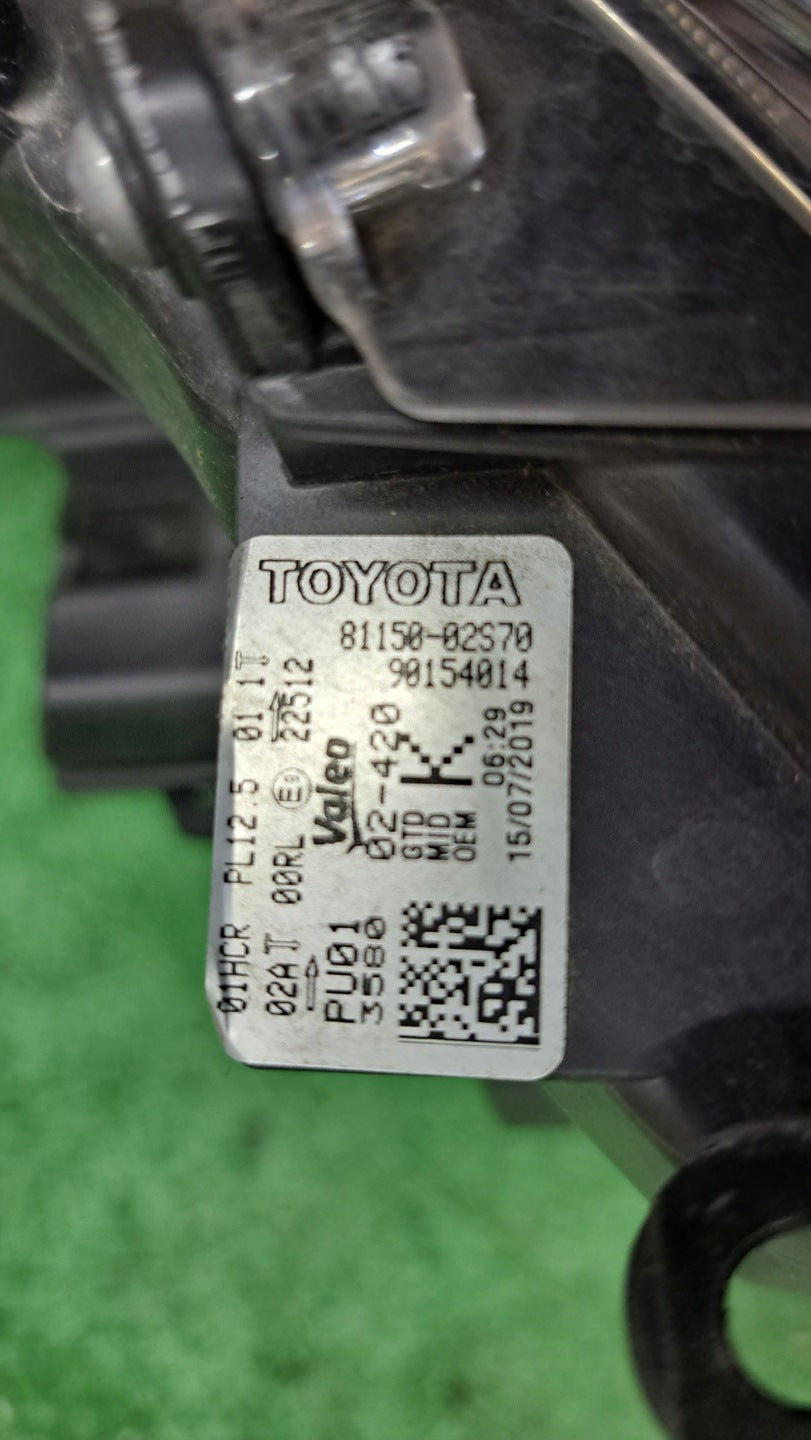 TOYOTA
81150-02S70
90154014
01HCR PL12.5 01 1T
02A T 00RL E 22512
Valeo
PU01 02-420
3580
GTD
MID
OEM
K
06:29
15/07/2019